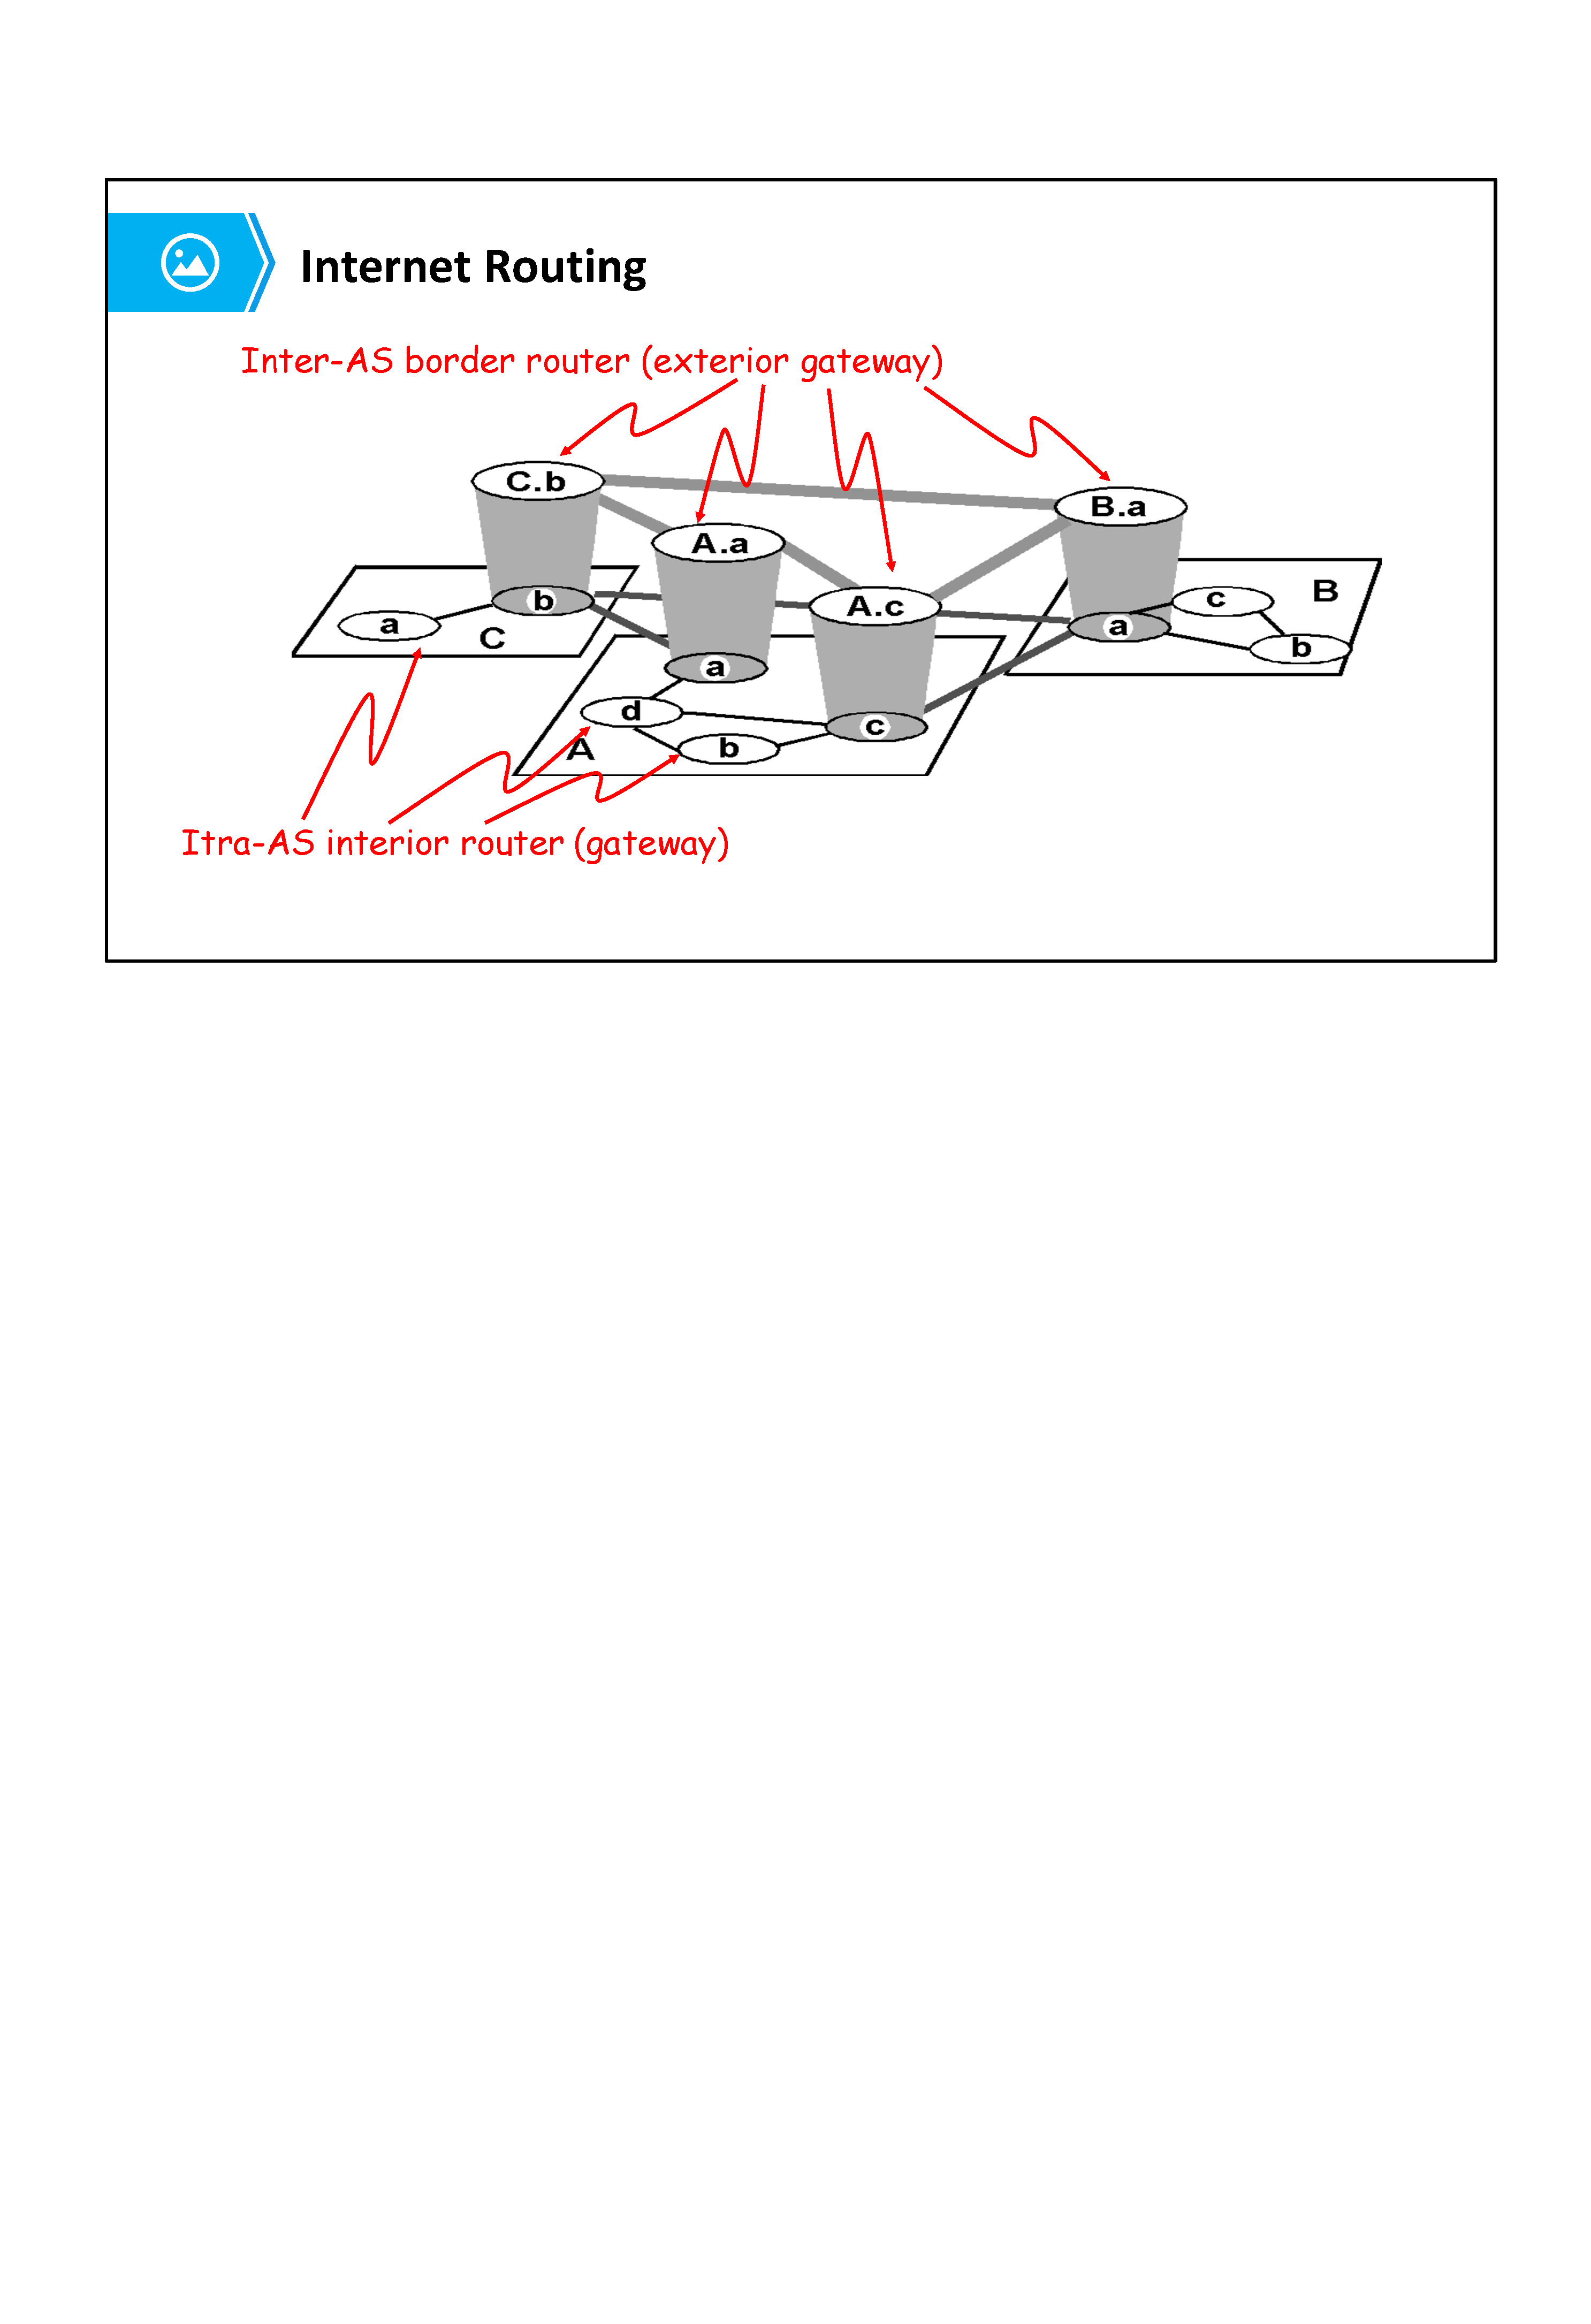 Internet Routing
Inter-AS border router (exterior gateway)
C.b
B.a
A.a
A.c
b
a
C
a
c
B
b
a
d
A
b
c
Itra-AS interior router (gateway)